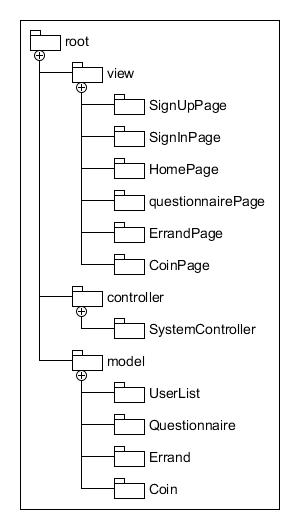 root
view
SignUpPage
SignInPage
HomePage
questionnairePage
ErrandPage
CoinPage
controller
SystemController
model
UserList
Questionnaire
Errand
Coin